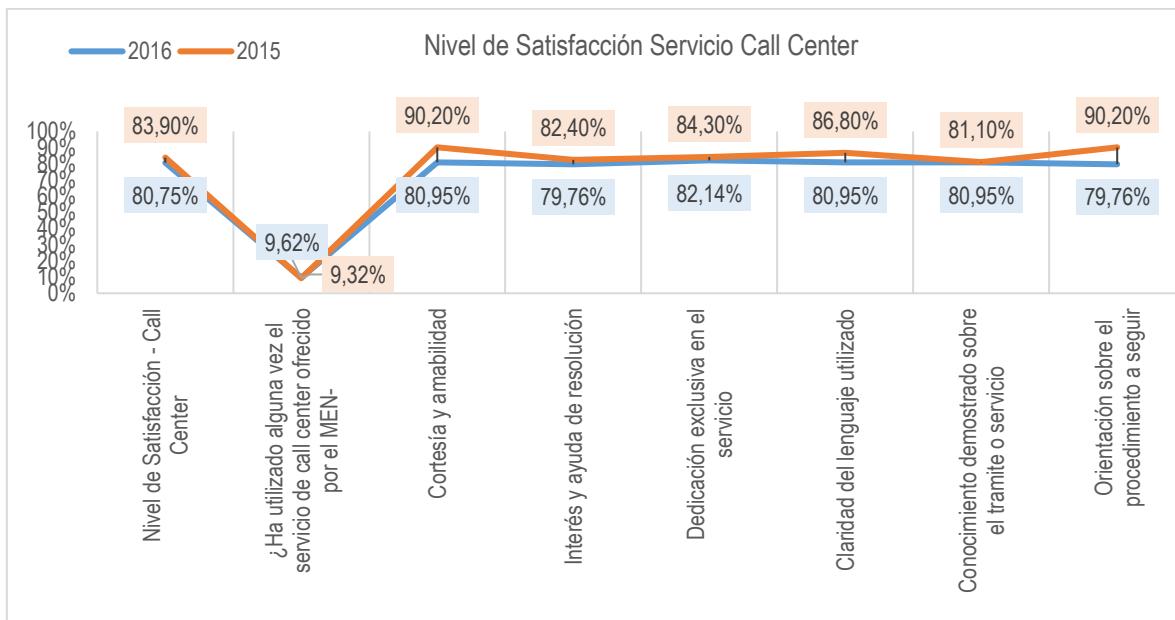 2016 2015
Nivel de Satisfacción Servicio Call Center
100%
90%
80%
70%
60%
50%
40%
30%
20%
10%
0%
83,90%
90,20%
82,40%
84,30%
86,80%
81,10%
90,20%
80,75%
9,62%
9,32%
80,95%
79,76%
82,14%
80,95%
80,95%
79,76%
Nivel de Satisfacción - Call
Center
¿Ha utilizado alguna vez el
servicio de call center ofrecido
por el MEN-
Cortesía y amabilidad
Interés y ayuda de resolución
Dedicación exclusiva en el
servicio
Claridad del lenguaje utilizado
Conocimiento demostrado sobre
el tramite o servicio
Orientación sobre el
procedimiento a seguir